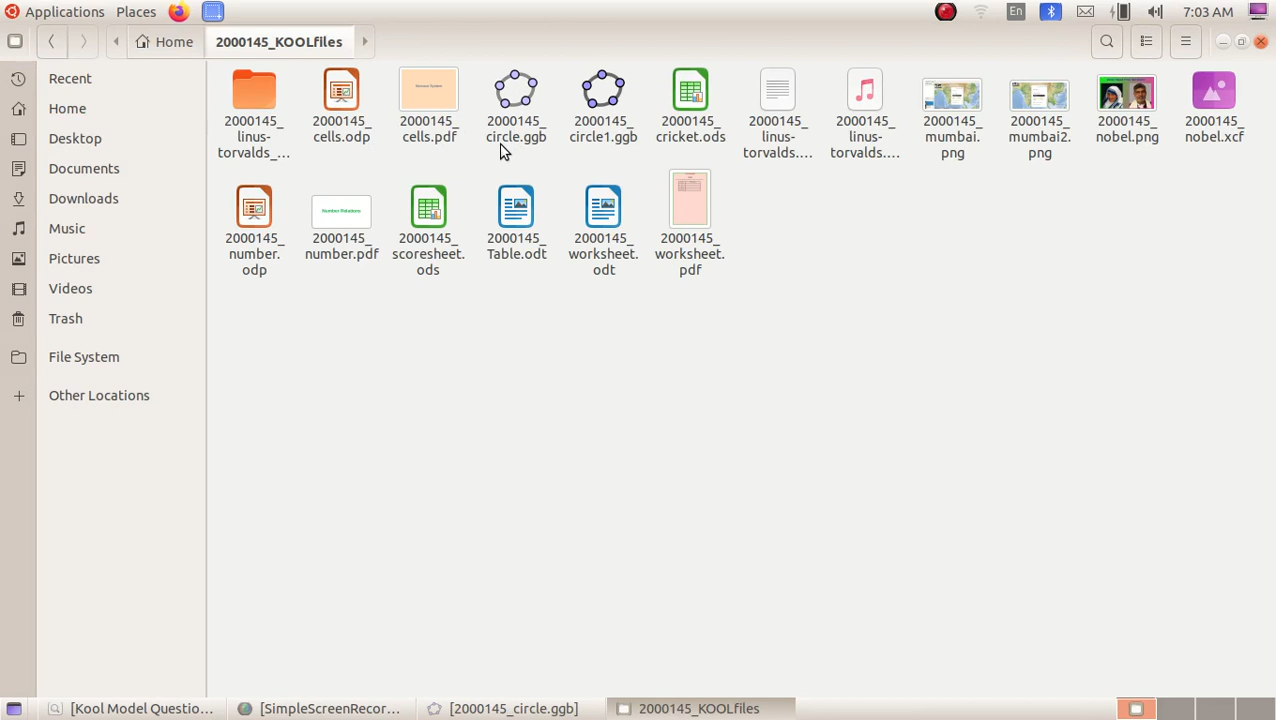 Applications Places En 7:03 AM
Home 2000145_KOOLfiles
Recent
Home
Desktop
Documents
Downloads
Music
Pictures
Videos
Trash
File System
Other Locations
2000145_
linus-
torvalds_...
2000145_
cells.odp
2000145_
cells.pdf
2000145_
circle.ggb
2000145_
circle1.ggb
2000145_
cricket.ods
2000145_
linus-
torvalds....
2000145_
linus-
torvalds....
2000145_
mumbai.
png
2000145_
mumbai2.
png
2000145_
nobel.png
2000145_
nobel.xcf
2000145_
number.
odp
Number Relations
2000145_
number.pdf
2000145_
scoresheet.
ods
2000145_
Table.odt
2000145_
worksheet.
odt
2000145_
worksheet.
pdf
[Kool Model Questio... [SimpleScreenRecor... [2000145_circle.ggb] 2000145_KOOLfiles